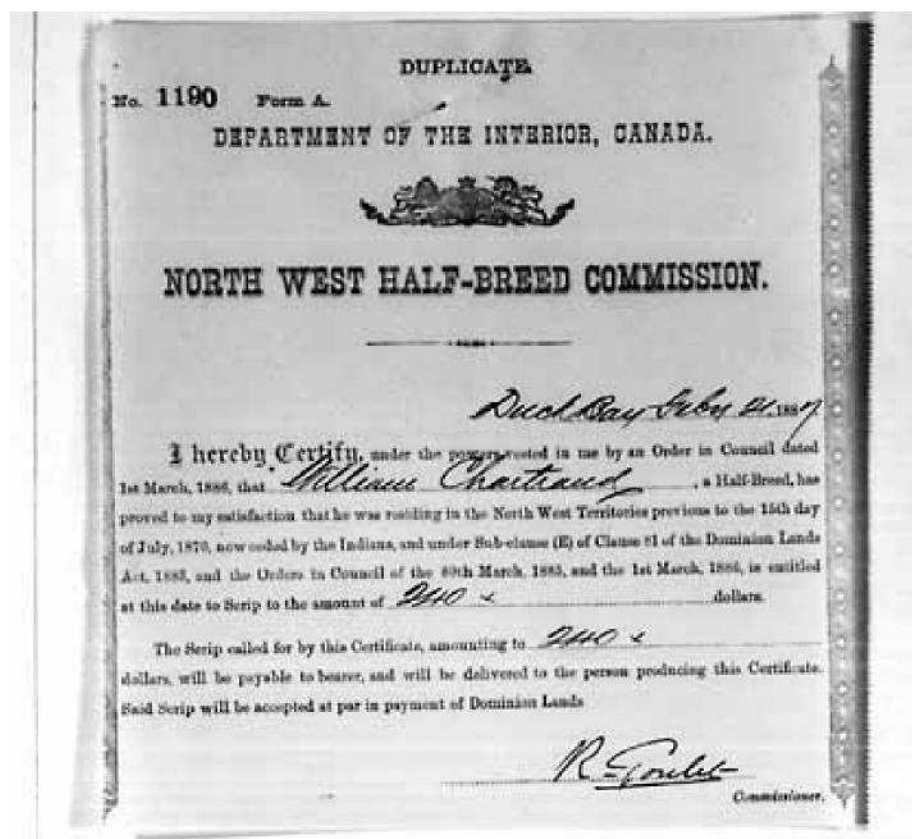 DUPLICATE
No. 1190 Form A.
DEPARTMENT OF THE INTERIOR, CANADA.
NORTH WEST HALF-BREED COMMISSION.
Duck Bay Feby 21, 1887
I hereby Certify, under the powers vested in me by an Order in Council dated
1st March, 1886, that William Chartrand, a Half-Breed, has
proved to my satisfaction that he was residing in the North West Territories previous to the 15th day
of July, 1870, now ceded by the Indians, and under Sub-clause (E) of Clause 81 of the Dominion Lands
Act, 1883, and the Orders in Council of the 30th March, 1885, and the 1st March, 1886, is entitled
at this date to Scrip to the amount of 240 dollars.
The Scrip called for by this Certificate, amounting to 240
dollars, will be payable to bearer, and will be delivered to the person producing this Certificate.
Said Scrip will be accepted at par in payment of Dominion Lands
R. Goulet
Commissioner.